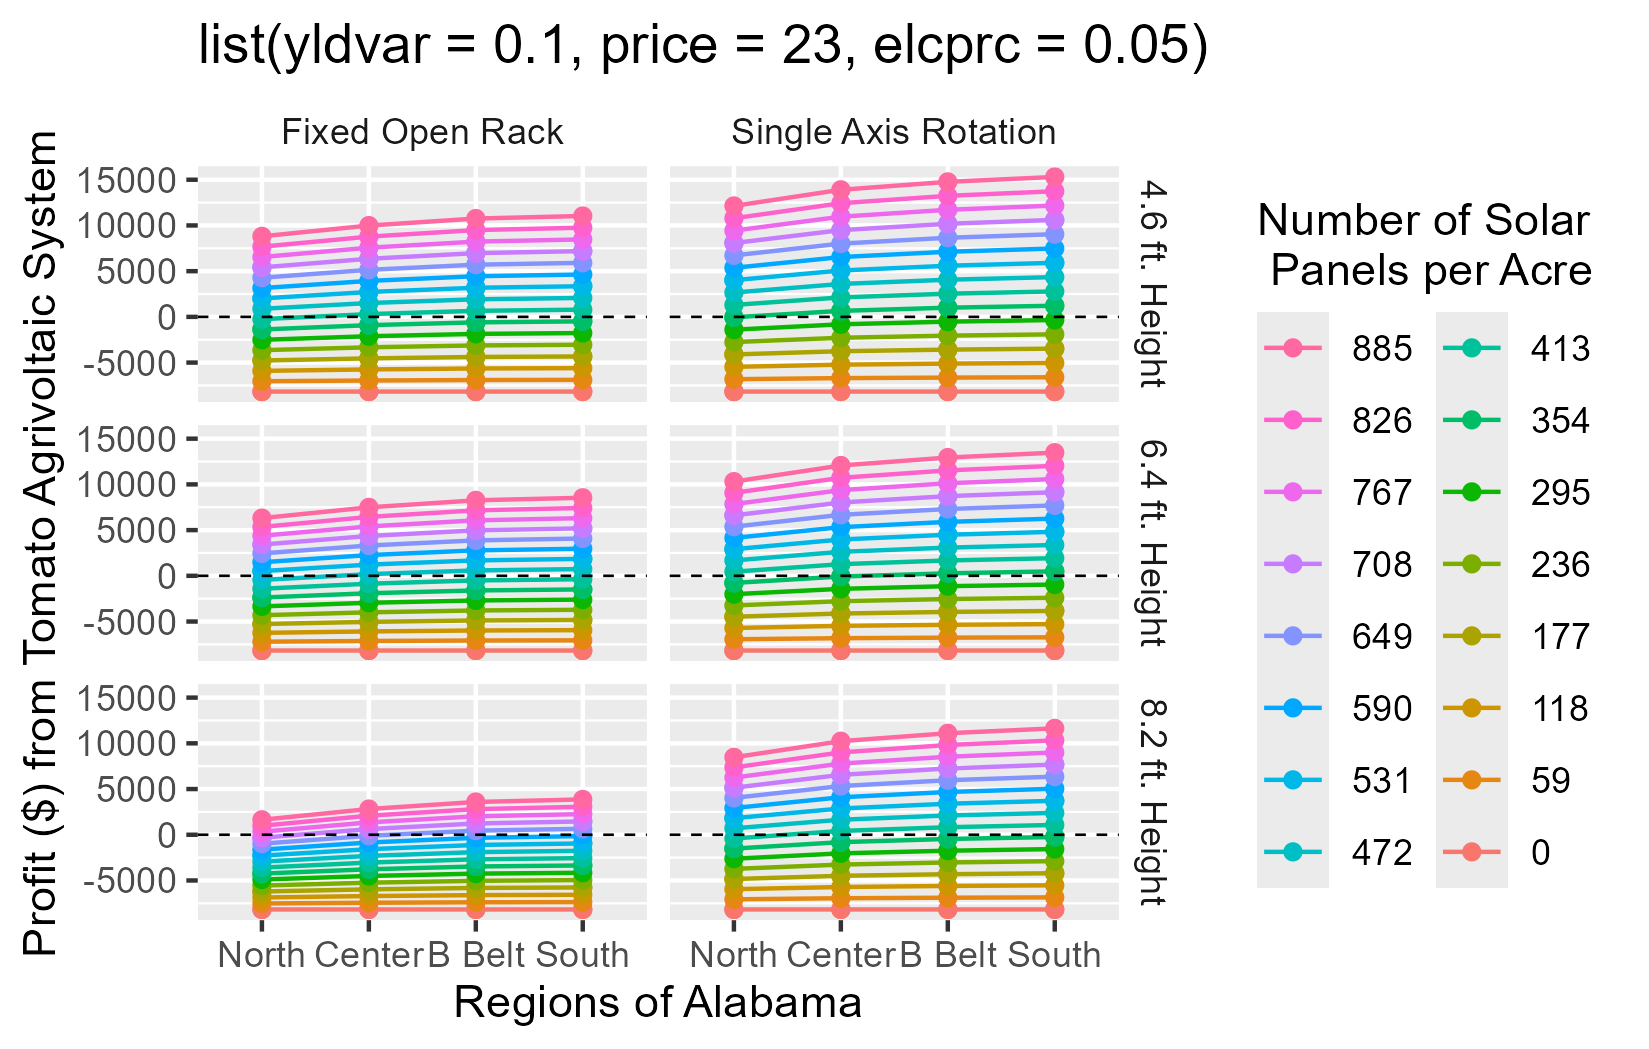 list(yldvar = 0.1, price = 23, elcprc = 0.05)
Fixed Open Rack
Single Axis Rotation
Profit ($) from Tomato Agrivoltaic System
15000
10000
5000
0
-5000
4.6 ft. Height
15000
10000
5000
0
-5000
6.4 ft. Height
15000
10000
5000
0
-5000
8.2 ft. Height
North Center B Belt South
North Center B Belt South
Regions of Alabama
Number of Solar
Panels per Acre
885
826
767
708
649
590
531
472
413
354
295
236
177
118
59
0